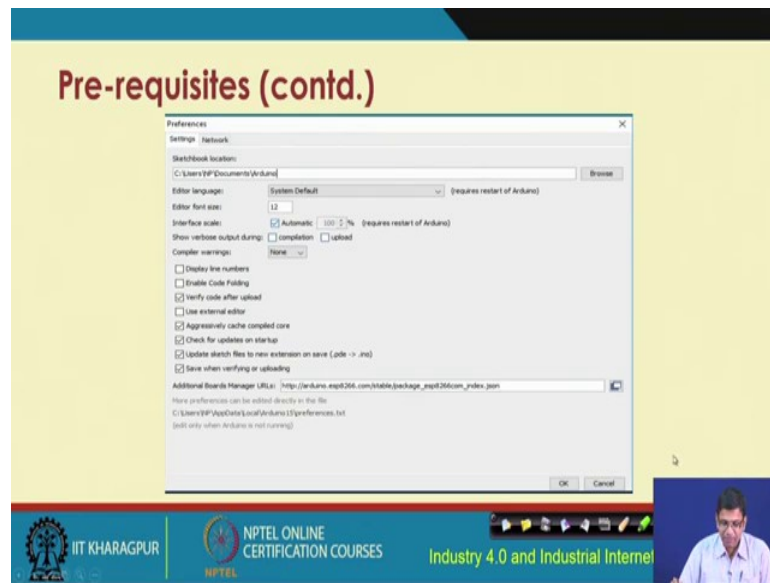 Pre-requisites (contd.)
Preferences
Settings Network
Sketchbook location:
C:\Users\HP\Documents\Arduino Browse
Editor language: System Default (requires restart of Arduino)
Editor font size: 12
Interface scale: Automatic 100 % (requires restart of Arduino)
Show verbose output during: compilation upload
Compiler warnings: None
Display line numbers
Enable Code Folding
Verify code after upload
Use external editor
Aggressively cache compiled core
Check for updates on startup
Update sketch files to new extension on save (.pde -> .ino)
Save when verifying or uploading
Additional Boards Manager URLs: http://arduino.esp8266.com/stable/package_esp8266com_index.json
More preferences can be edited directly in the file
C:\Users\HP\AppData\Local\Arduino15\preferences.txt
(edit only when Arduino is not running)
OK Cancel
IIT KHARAGPUR
NPTEL ONLINE
CERTIFICATION COURSES
NPTEL
Industry 4.0 and Industrial Internet